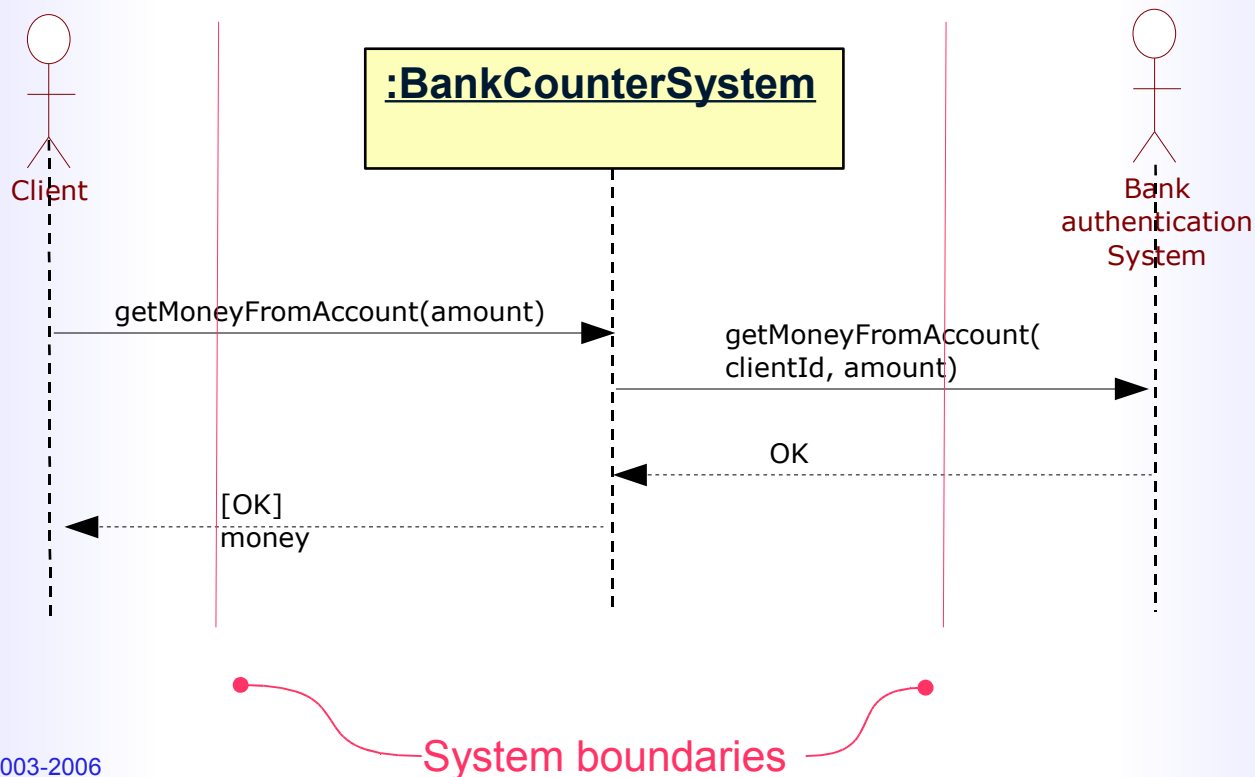 :BankCounterSystem
Client
Bank
authentication
System
getMoneyFromAccount(amount)
getMoneyFromAccount(
clientId, amount)
OK
[OK]
money
System boundaries
003-2006